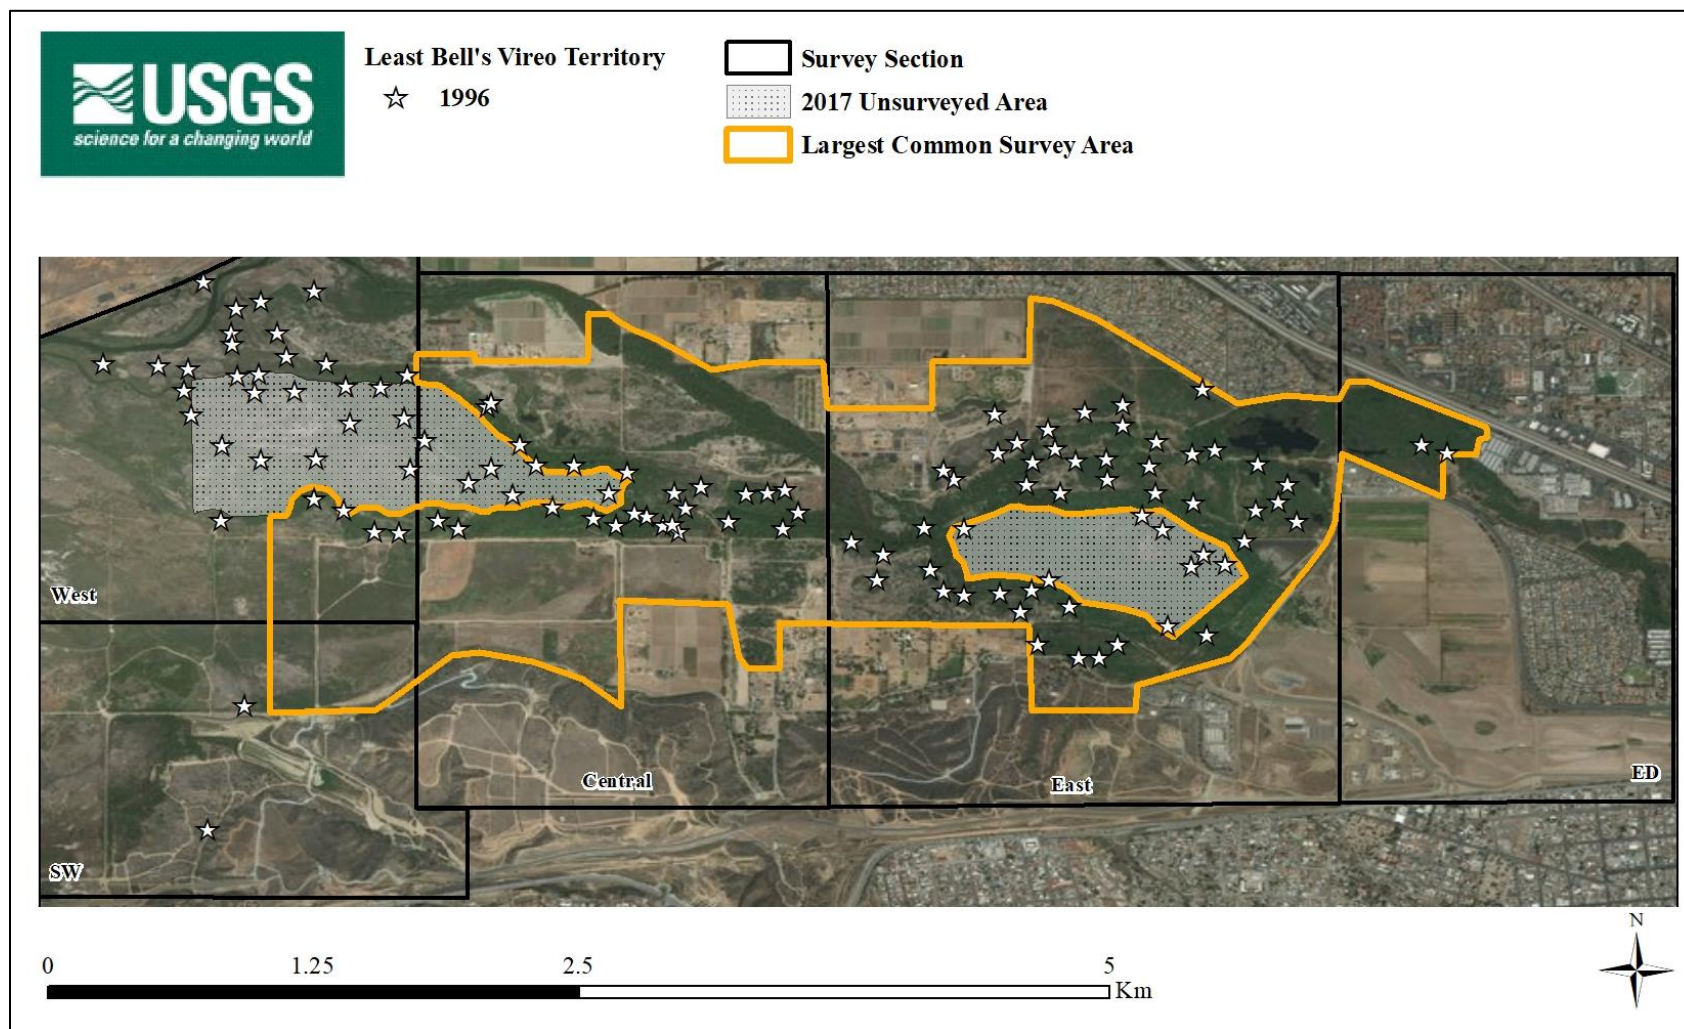 USGS
science for a changing world
Least Bell's Vireo Territory
1996
Survey Section
2017 Unsurveyed Area
Largest Common Survey Area
West
Central
East
ED
SW
N
0 1.25 2.5 5
Km